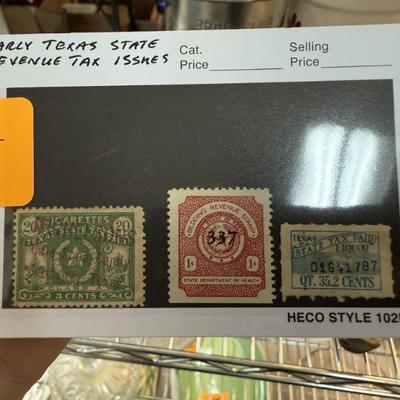 ARLY TEXAS STATE
EVENUE TAX ISSUES
Cat.
Price
Selling
Price
20 CIGARETTES 20
TEXAS STATE TAX PAID
3 CENTS
BEDDING REVENUE STAMP
337
1¢ 1¢
STATE DEPARTMENT OF HEALTH
TEXAS
STATE TAX PAID
LIQUOR
01641787
QT. 35.2 CENTS
HECO STYLE 102